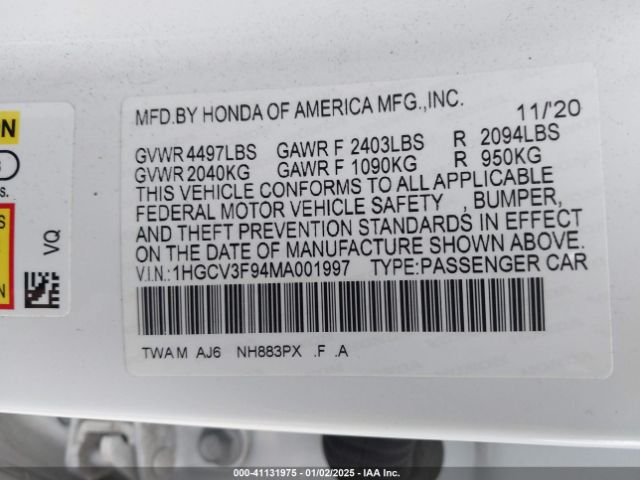 MFD.BY HONDA OF AMERICA MFG.,INC. 11/'20
GVWR 4497LBS GAWR F 2403LBS R 2094LBS
GVWR 2040KG GAWR F 1090KG R 950KG
THIS VEHICLE CONFORMS TO ALL APPLICABLE
FEDERAL MOTOR VEHICLE SAFETY , BUMPER,
AND THEFT PREVENTION STANDARDS IN EFFECT
ON THE DATE OF MANUFACTURE SHOWN ABOVE.
V.I.N.:1HGCV3F94MA001997 TYPE:PASSENGER CAR
TWAM AJ6 NH883PX .F .A
VQ
000-41131975 - 01/02/2025 - IAA Inc.